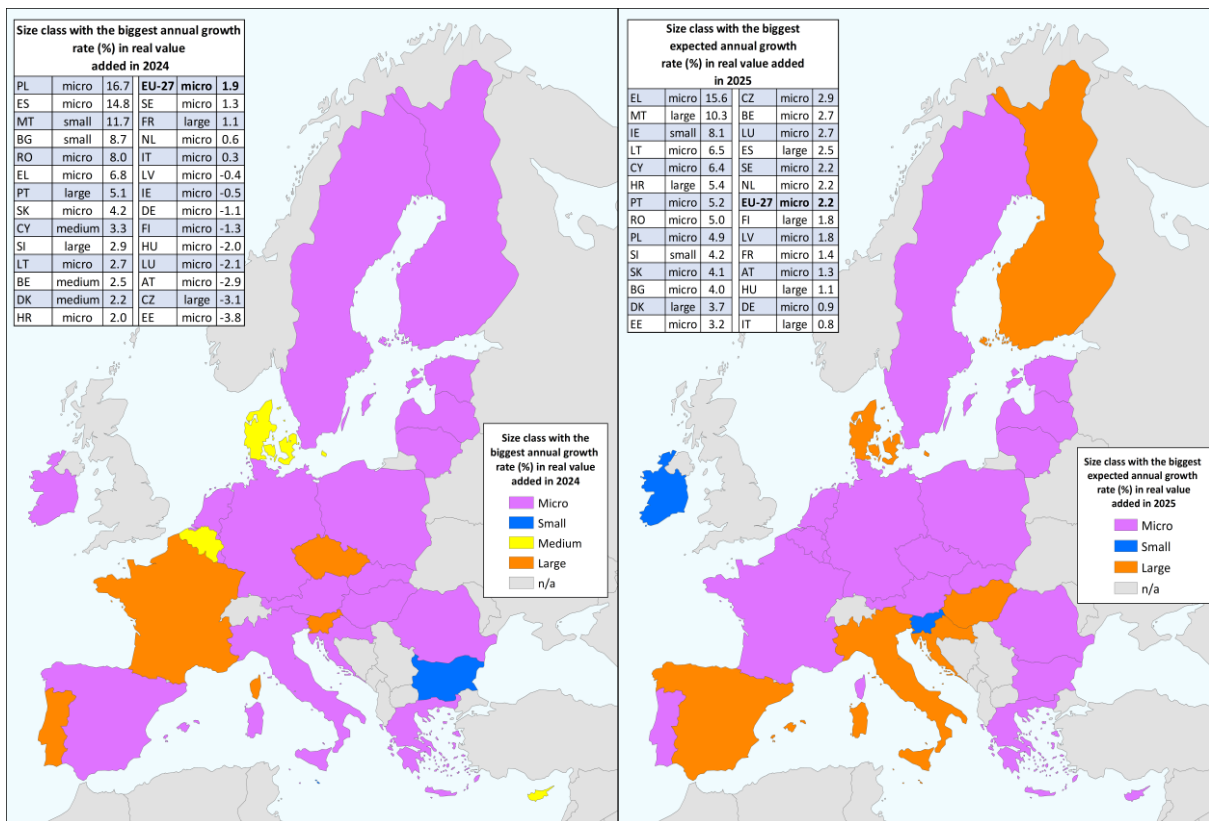 Size class with the biggest annual growth
rate (%) in real value
added in 2024
PL micro 16.7 EU-27 micro 1.9
ES micro 14.8 SE micro 1.3
MT small 11.7 FR large 1.1
BG small 8.7 NL micro 0.6
RO micro 8.0 IT micro 0.3
EL micro 6.8 LV micro -0.4
PT large 5.1 IE micro -0.5
SK micro 4.2 DE micro -1.1
CY medium 3.3 FI micro -1.3
SI large 2.9 HU micro -2.0
LT micro 2.7 LU micro -2.1
BE medium 2.5 AT micro -2.9
DK medium 2.2 CZ large -3.1
HR micro 2.0 EE micro -3.8
Size class with the
biggest annual growth
rate (%) in real value
added in 2024
Micro
Small
Medium
Large
n/a
Size class with the biggest
expected annual growth
rate (%) in real value added
in 2025
EL micro 15.6 CZ micro 2.9
MT large 10.3 BE micro 2.7
IE small 8.1 LU micro 2.7
LT micro 6.5 ES large 2.5
CY micro 6.4 SE micro 2.2
HR large 5.4 NL micro 2.2
PT micro 5.2 EU-27 micro 2.2
RO micro 5.0 FI large 1.8
PL micro 4.9 LV micro 1.8
SI small 4.2 FR micro 1.4
SK micro 4.1 AT micro 1.3
BG micro 4.0 HU large 1.1
DK large 3.7 DE micro 0.9
EE micro 3.2 IT large 0.8
Size class with the biggest
expected annual growth
rate (%) in real value
added in 2025
Micro
Small
Large
n/a